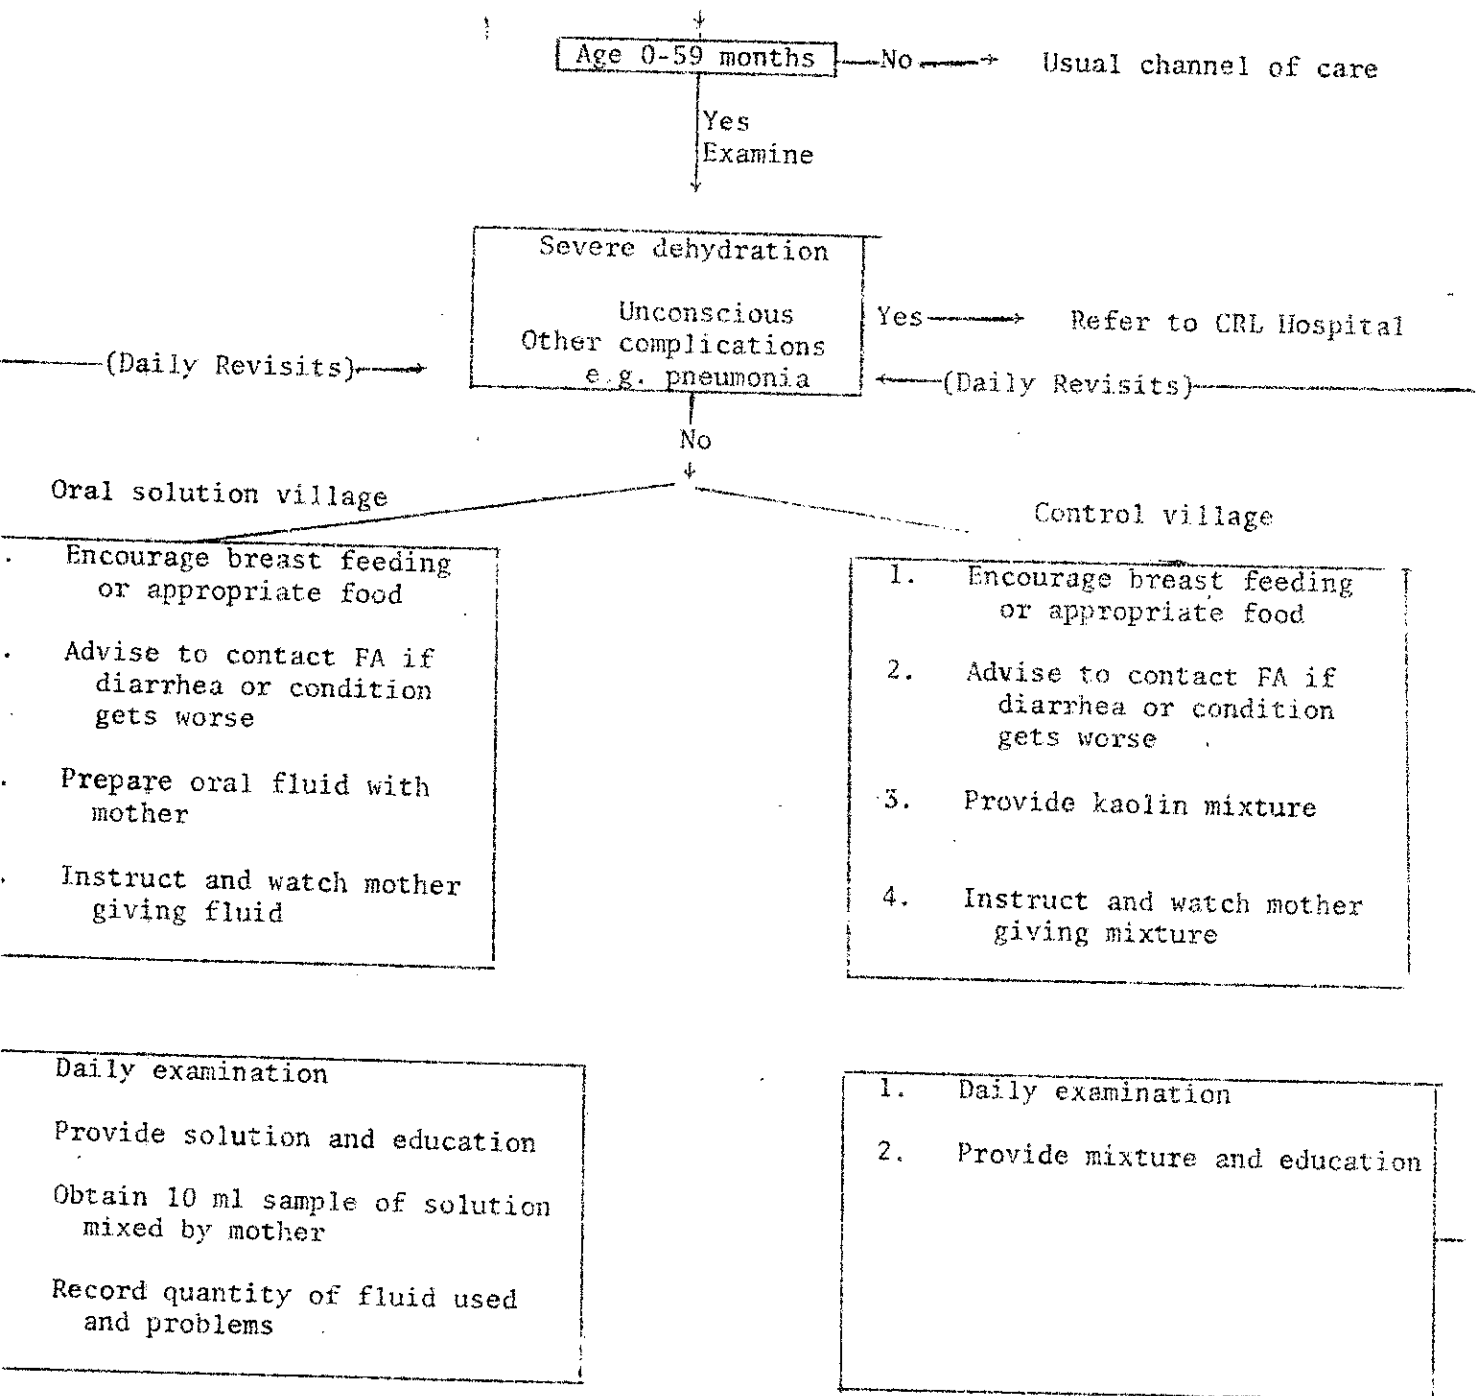 Age 0-59 months No Usual channel of care
Yes
Examine
Severe dehydration
Unconscious
Other complications
e.g. pneumonia
Yes Refer to CRL Hospital
(Daily Revisits)
(Daily Revisits)
No
Oral solution village
. Encourage breast feeding
or appropriate food
. Advise to contact FA if
diarrhea or condition
gets worse
. Prepare oral fluid with
mother
. Instruct and watch mother
giving fluid
Control village
1. Encourage breast feeding
or appropriate food
2. Advise to contact FA if
diarrhea or condition
gets worse
3. Provide kaolin mixture
4. Instruct and watch mother
giving mixture
Daily examination
Provide solution and education
Obtain 10 ml sample of solution
mixed by mother
Record quantity of fluid used
and problems
1. Daily examination
2. Provide mixture and education